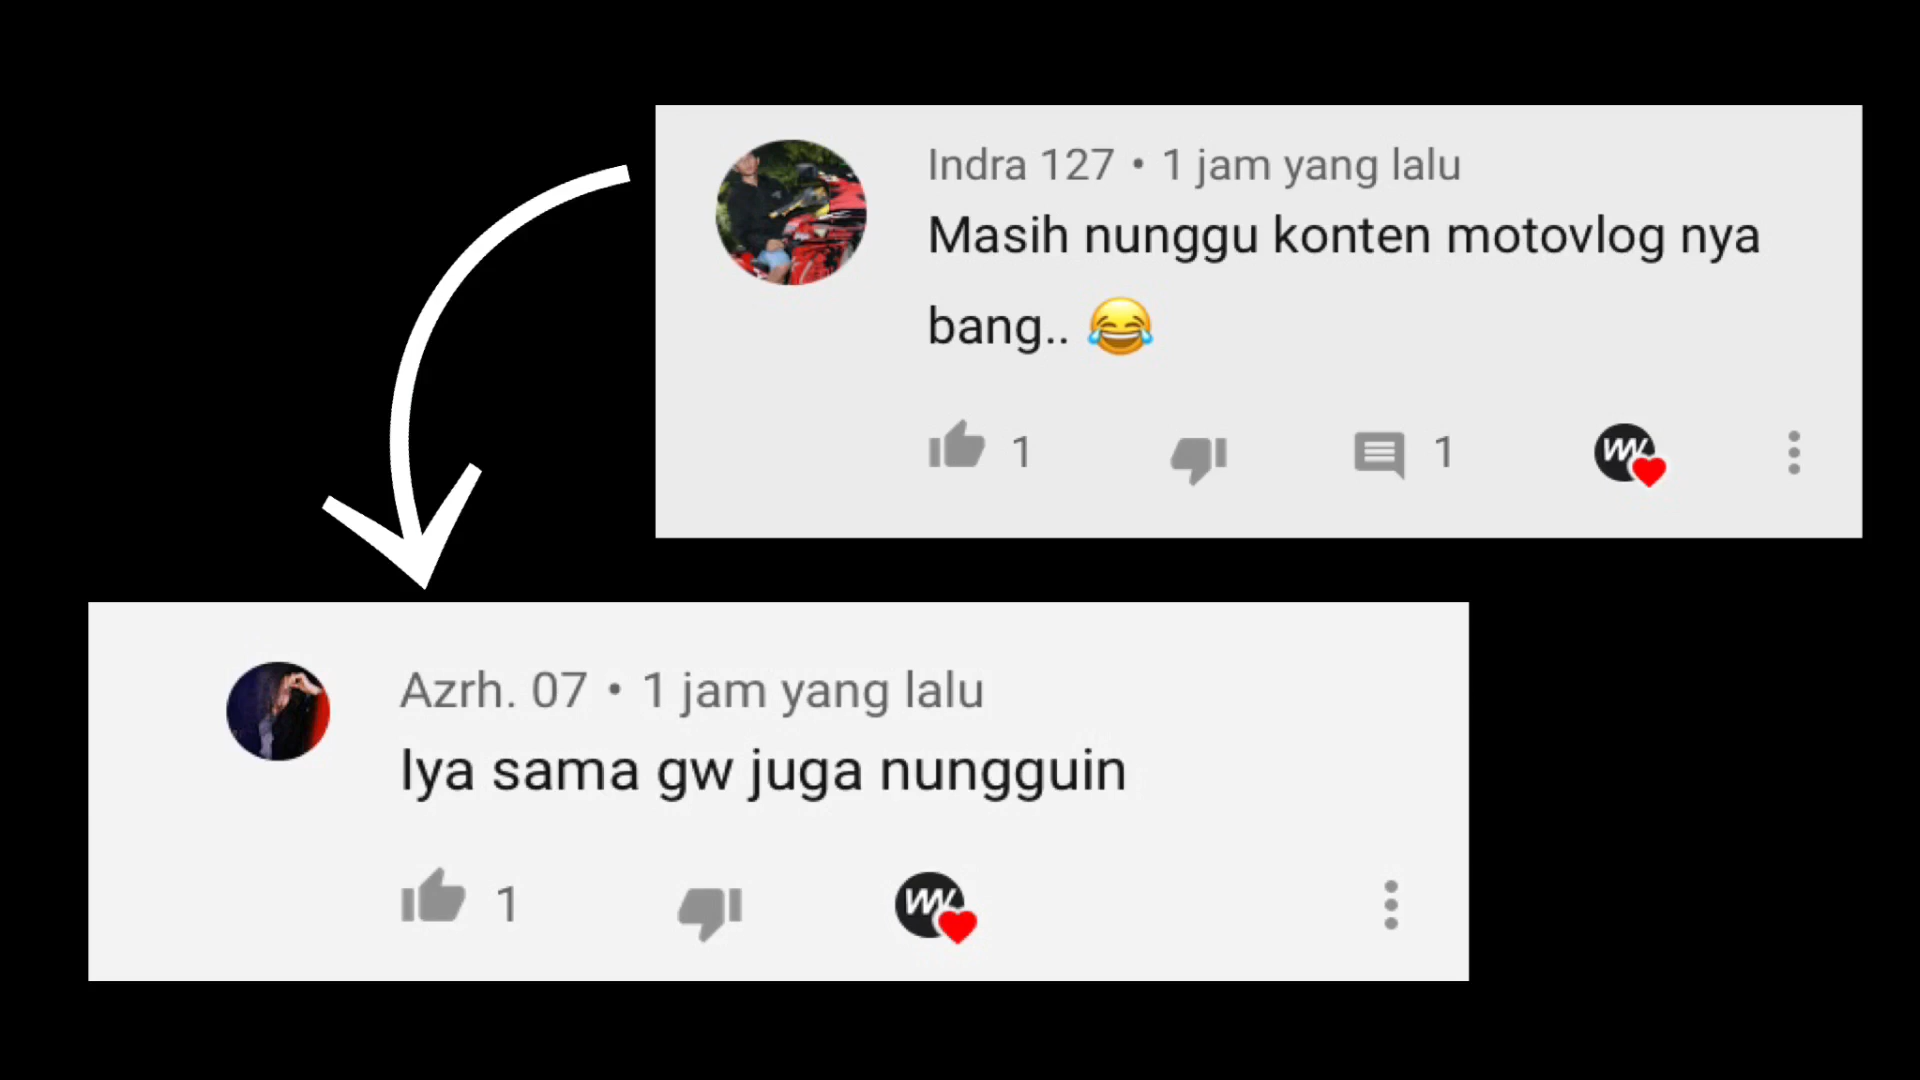 Indra 127 • 1 jam yang lalu
Masih nunggu konten motovlog nya
bang.. 😂
1 1
Azrh. 07 • 1 jam yang lalu
Iya sama gw juga nungguin
1